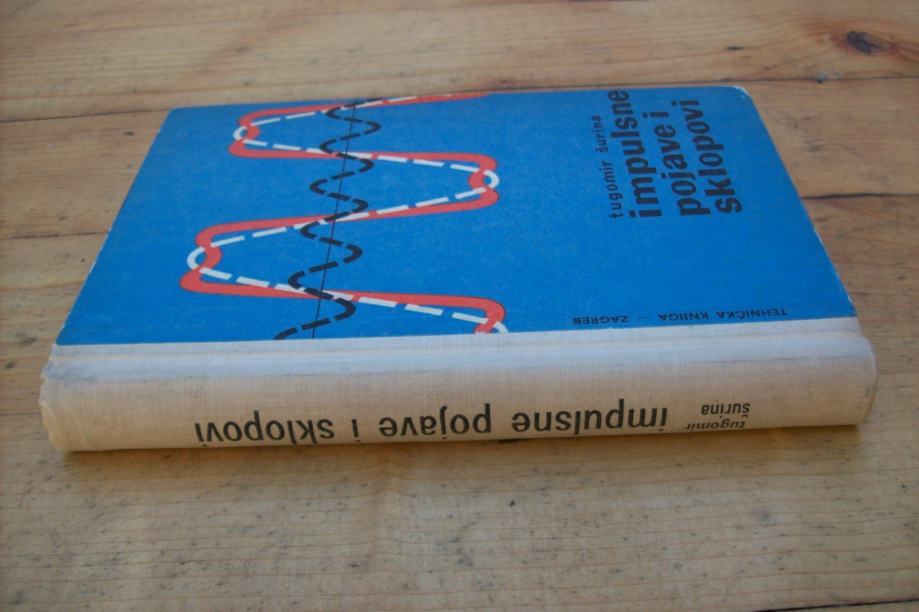 tugomir šurina
impulsne
pojave i
sklopovi
TEHNIČKA KNJIGA — ZAGREB
tugomir
šurina
impulsne pojave i sklopovi